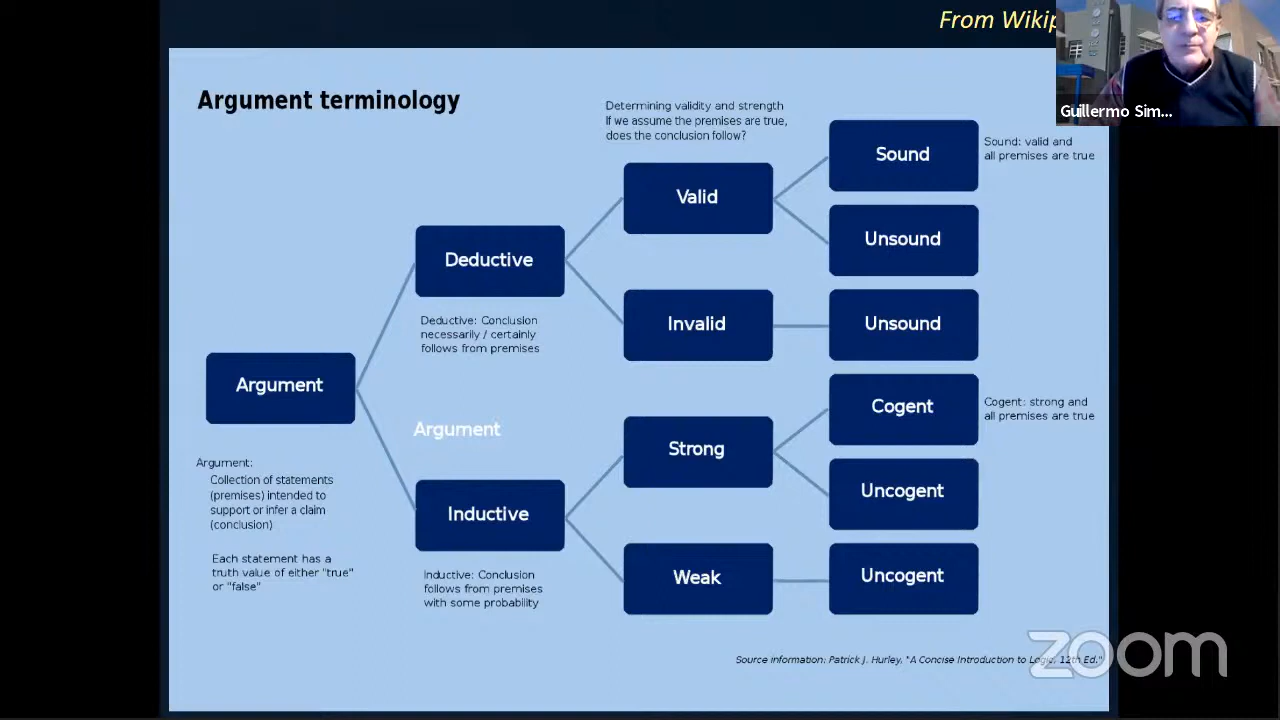 From Wikip
Guillermo Sim...
Argument terminology
Determining validity and strength
If we assume the premises are true,
does the conclusion follow?
Sound
Sound: valid and
all premises are true
Valid
Unsound
Deductive
Deductive: Conclusion
necessarily / certainly
follows from premises
Invalid
Unsound
Argument
Argument
Cogent
Cogent: strong and
all premises are true
Strong
Argument:
Collection of statements
(premises) intended to
support or infer a claim
(conclusion)
Each statement has a
truth value of either "true"
or "false"
Uncogent
Inductive
Inductive: Conclusion
follows from premises
with some probability
Weak
Uncogent
Source information: Patrick J. Hurley, "A Concise Introduction to Logic, 12th Ed."
zoom